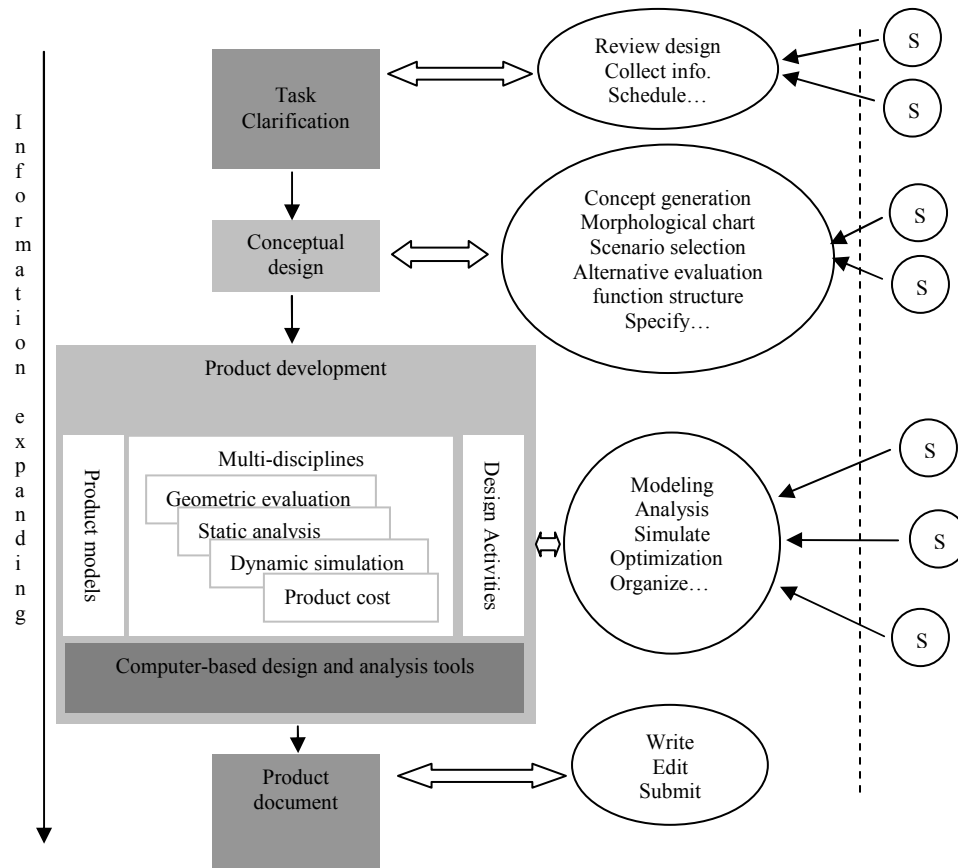 Information expanding
Task
Clarification
Review design
Collect info.
Schedule…
S
S
Conceptual
design
Concept generation
Morphological chart
Scenario selection
Alternative evaluation
function structure
Specify…
S
S
Product development
Product models
Multi-disciplines
Geometric evaluation
Static analysis
Dynamic simulation
Product cost
Design Activities
Computer-based design and analysis tools
Modeling
Analysis
Simulate
Optimization
Organize…
S
S
S
Product
document
Write
Edit
Submit